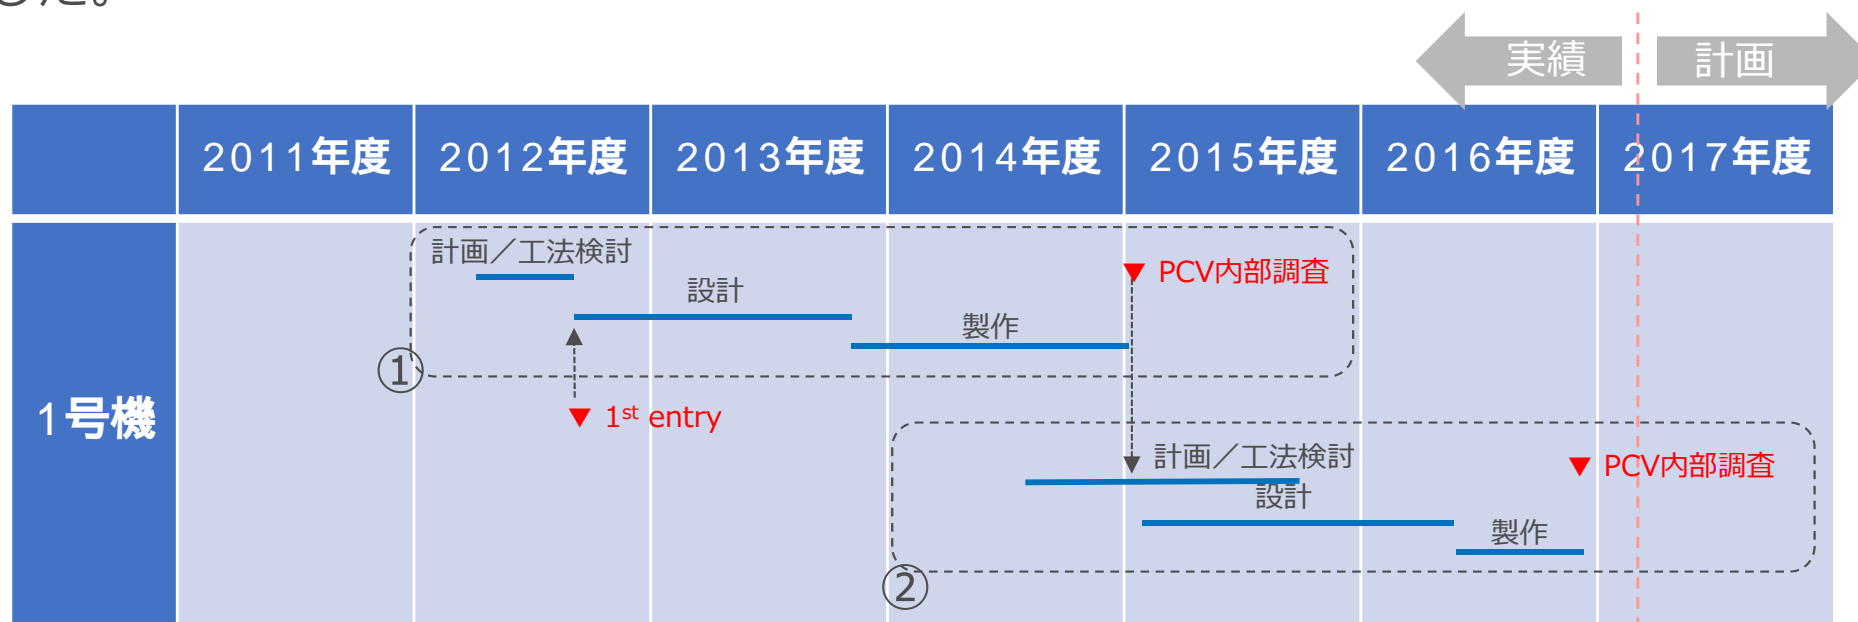 した。
実績 計画
2011年度 2012年度 2013年度 2014年度 2015年度 2016年度 2017年度
1号機
計画／工法検討
▼ PCV内部調査
設計
製作
①
▼ 1st entry
計画／工法検討
▼ PCV内部調査
設計
製作
②